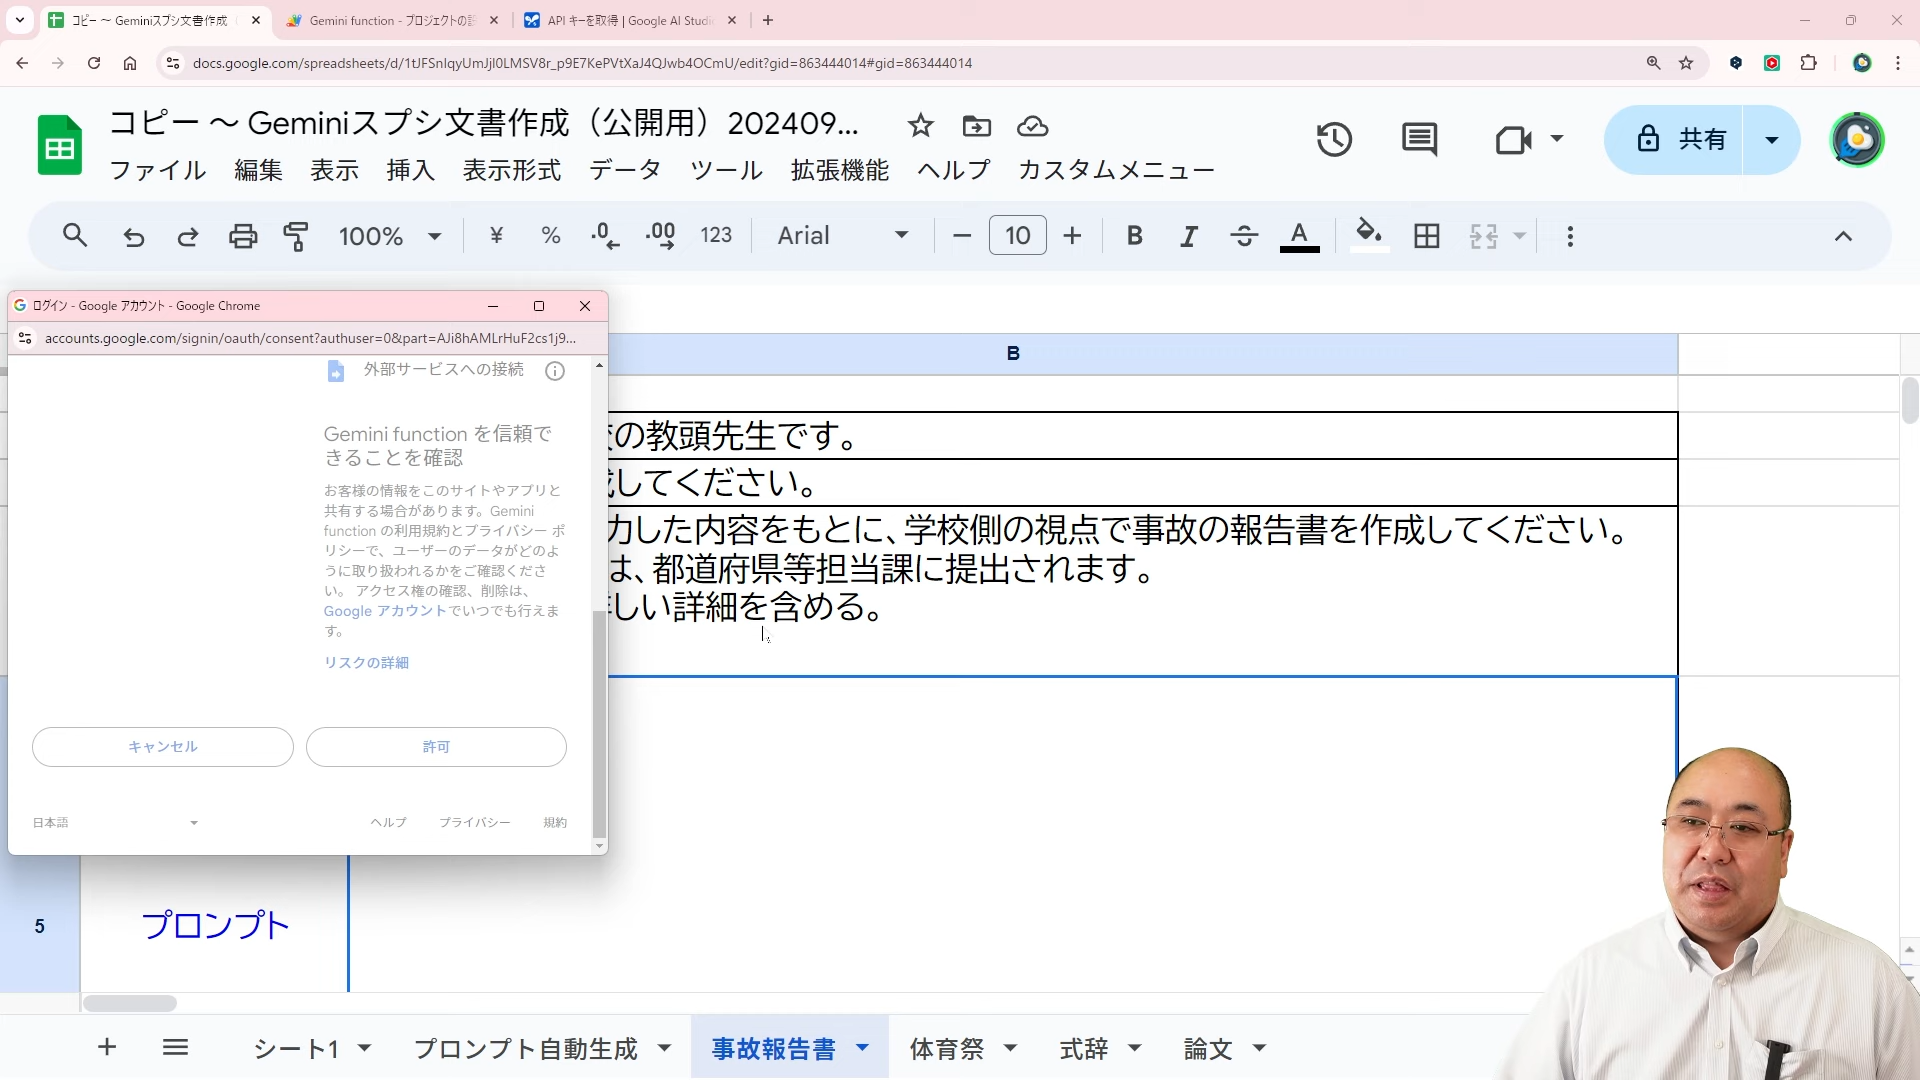 コピー ～ Geminiスプシ文書作成
Gemini function - プロジェクトの設
API キーを取得 | Google AI Studio
docs.google.com/spreadsheets/d/1tJFSnIqyUmJjl0LMSV8r_p9E7KePVtXaJ4QJwb4OCmU/edit?gid=863444014#gid=863444014
コピー ～ Geminiスプシ文書作成（公開用）202409...
ファイル 編集 表示 挿入 表示形式 データ ツール 拡張機能 ヘルプ カスタムメニュー
共有
100% ¥ % .0 .00 123 Arial 10 B I A
ログイン - Google アカウント - Google Chrome
accounts.google.com/signin/oauth/consent?authuser=0&part=AJi8hAMLrHuF2cs1j9...
外部サービスへの接続
Gemini function を信頼で
きることを確認
お客様の情報をこのサイトやアプリと
共有する場合があります。Gemini
function の利用規約とプライバシー ポ
リシーで、ユーザーのデータがどのよ
うに取り扱われるかをご確認くださ
い。 アクセス権の確認、削除は、
Google アカウントでいつでも行えま
す。
リスクの詳細
キャンセル 許可
日本語 ヘルプ プライバシー 規約
B
の教頭先生です。
してください。
力した内容をもとに、学校側の視点で事故の報告書を作成してください。
は、都道府県等担当課に提出されます。
しい詳細を含める。
5 プロンプト
シート1 プロンプト自動生成 事故報告書 体育祭 式辞 論文